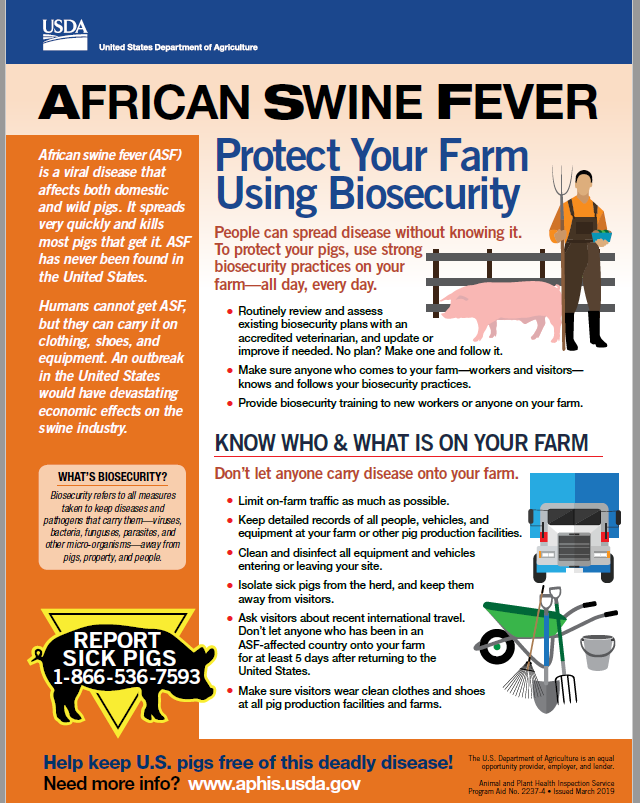 USDA
United States Department of Agriculture
AFRICAN SWINE FEVER
African swine fever (ASF)
is a viral disease that
affects both domestic
and wild pigs. It spreads
very quickly and kills
most pigs that get it. ASF
has never been found in
the United States.
Humans cannot get ASF,
but they can carry it on
clothing, shoes, and
equipment. An outbreak
in the United States
would have devastating
economic effects on the
swine industry.
WHAT'S BIOSECURITY?
Biosecurity refers to all measures
taken to keep diseases and
pathogens that carry them—viruses,
bacteria, funguses, parasites, and
other micro-organisms—away from
pigs, property, and people.
REPORT
SICK PIGS
1-866-536-7593
Protect Your Farm
Using Biosecurity
People can spread disease without knowing it.
To protect your pigs, use strong
biosecurity practices on your
farm—all day, every day.
• Routinely review and assess
existing biosecurity plans with an
accredited veterinarian, and update or
improve if needed. No plan? Make one and follow it.
• Make sure anyone who comes to your farm—workers and visitors—
knows and follows your biosecurity practices.
• Provide biosecurity training to new workers or anyone on your farm.
KNOW WHO & WHAT IS ON YOUR FARM
Don't let anyone carry disease onto your farm.
• Limit on-farm traffic as much as possible.
• Keep detailed records of all people, vehicles, and
equipment at your farm or other pig production facilities.
• Clean and disinfect all equipment and vehicles
entering or leaving your site.
• Isolate sick pigs from the herd, and keep them
away from visitors.
• Ask visitors about recent international travel.
Don't let anyone who has been in an
ASF-affected country onto your farm
for at least 5 days after returning to the
United States.
• Make sure visitors wear clean clothes and shoes
at all pig production facilities and farms.
Help keep U.S. pigs free of this deadly disease!
Need more info? www.aphis.usda.gov
The U.S. Department of Agriculture is an equal
opportunity provider, employer, and lender.
Animal and Plant Health Inspection Service
Program Aid No. 2237-4 • Issued March 2019